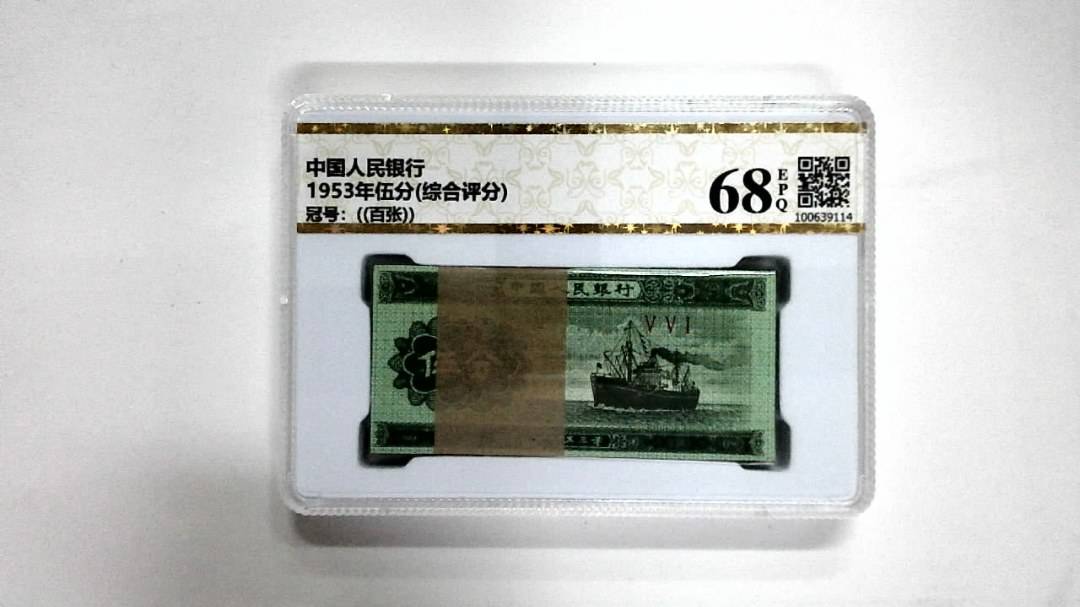 中国人民银行
1953年伍分(综合评分)
冠号：((百张))
68 EPQ
100639114
中国人民银行
V V I